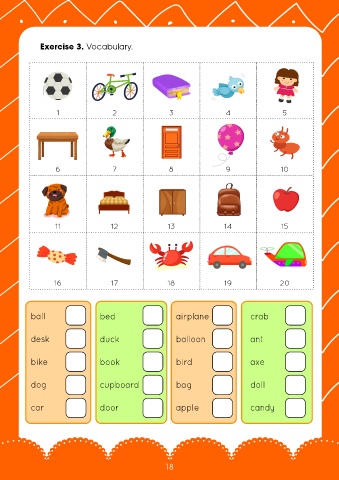 Exercise 3. Vocabulary.
1 2 3 4 5
6 7 8 9 10
11 12 13 14 15
16 17 18 19 20
ball bed airplane crab
desk duck balloon ant
bike book bird axe
dog cupboard bag doll
car door apple candy
18